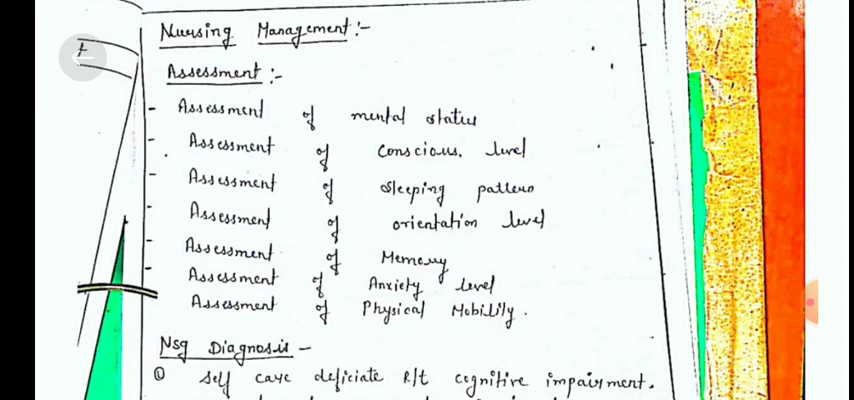 Nursing Management :-
Assessment :-
- Assessment of mental status
- Assessment of conscious. level
- Assessment of sleeping pattern
- Assessment of orientation level
- Assessment of Memory
- Assessment of Anxiety level
Assessment of Physical Mobility.
Nsg Diagnosis -
① self care deficiate R/t cognitive impairment.